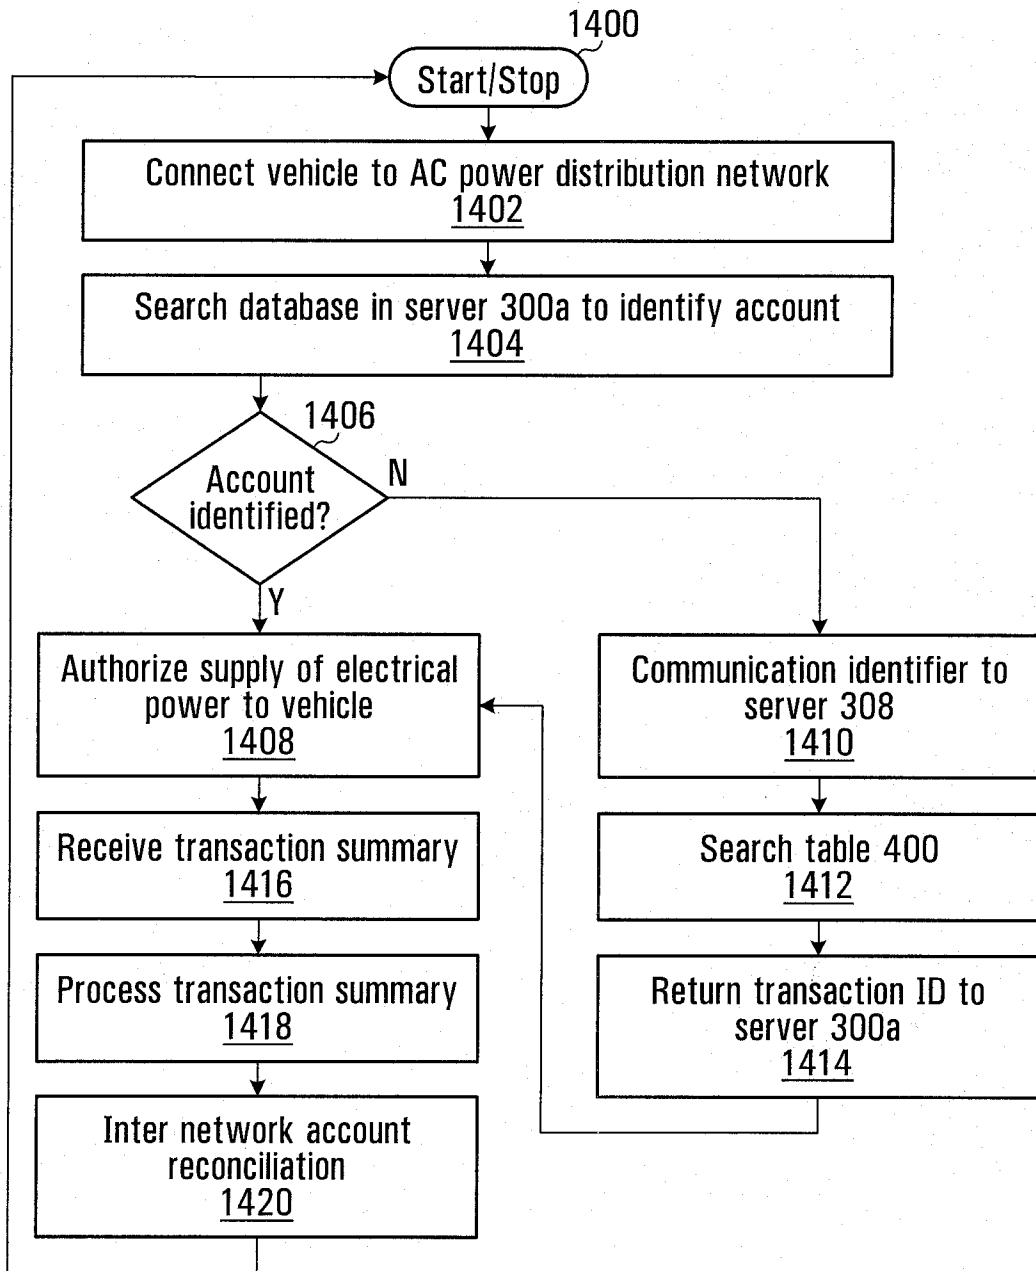 1400
Start/Stop
Connect vehicle to AC power distribution network
1402
Search database in server 300a to identify account
1404
1406
Account
identified?
N
Y
Authorize supply of electrical
power to vehicle
1408
Communication identifier to
server 308
1410
Receive transaction summary
1416
Search table 400
1412
Process transaction summary
1418
Return transaction ID to
server 300a
1414
Inter network account
reconciliation
1420